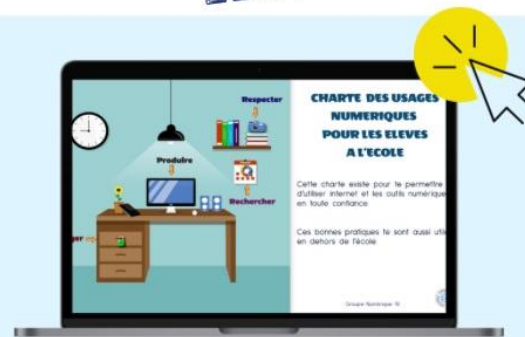 Respecter
Produire
Rechercher
CHARTE DES USAGES
NUMERIQUES
POUR LES ELEVES
A L'ECOLE
Cette charte existe pour te permettre
d'utiliser internet et les outils numérique
en toute confiance.
Ces bonnes pratiques te sont aussi util
en dehors de l'école.
Groupe Numérique 16